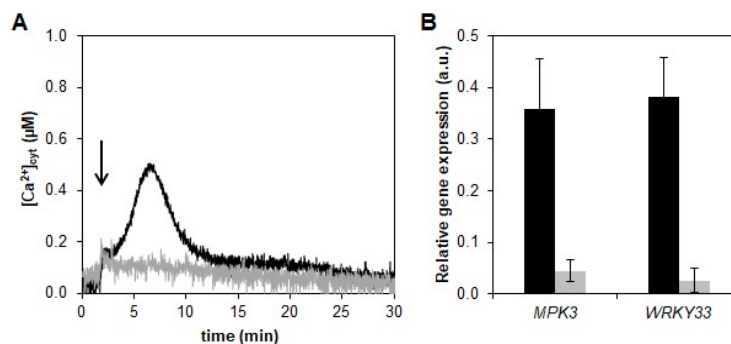 A
B
1.0
0.8
0.6
0.4
0.2
0.0
[Ca²⁺]cyt (µM)
0
5
10
15
20
25
30
time (min)
0.5
0.4
0.3
0.2
0.1
0.0
Relative gene expression (a.u.)
MPK3
WRKY33